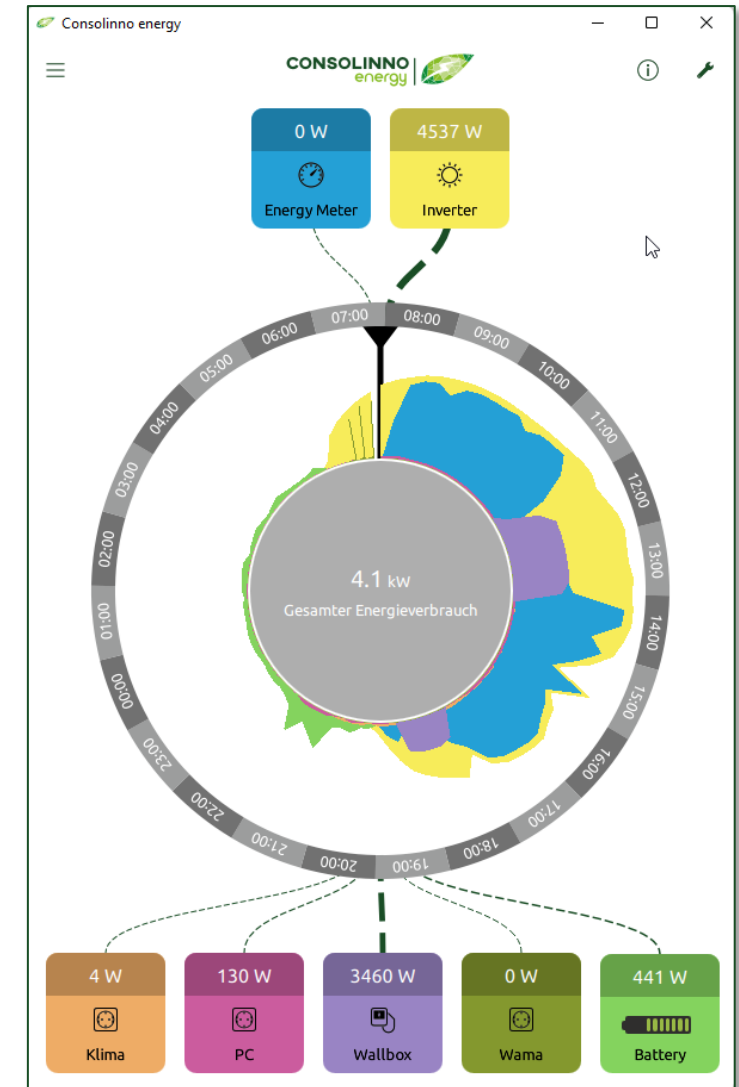 Consolinno energy
CONSOLINNO
energy
0 W
4537 W
Energy Meter
Inverter
07:00
08:00
09:00
10:00
11:00
12:00
13:00
14:00
15:00
16:00
17:00
18:00
19:00
20:00
21:00
22:00
23:00
00:00
01:00
02:00
03:00
04:00
05:00
06:00
4.1 kW
Gesamter Energieverbrauch
4 W
130 W
3460 W
0 W
441 W
Klima
PC
Wallbox
Wama
Battery